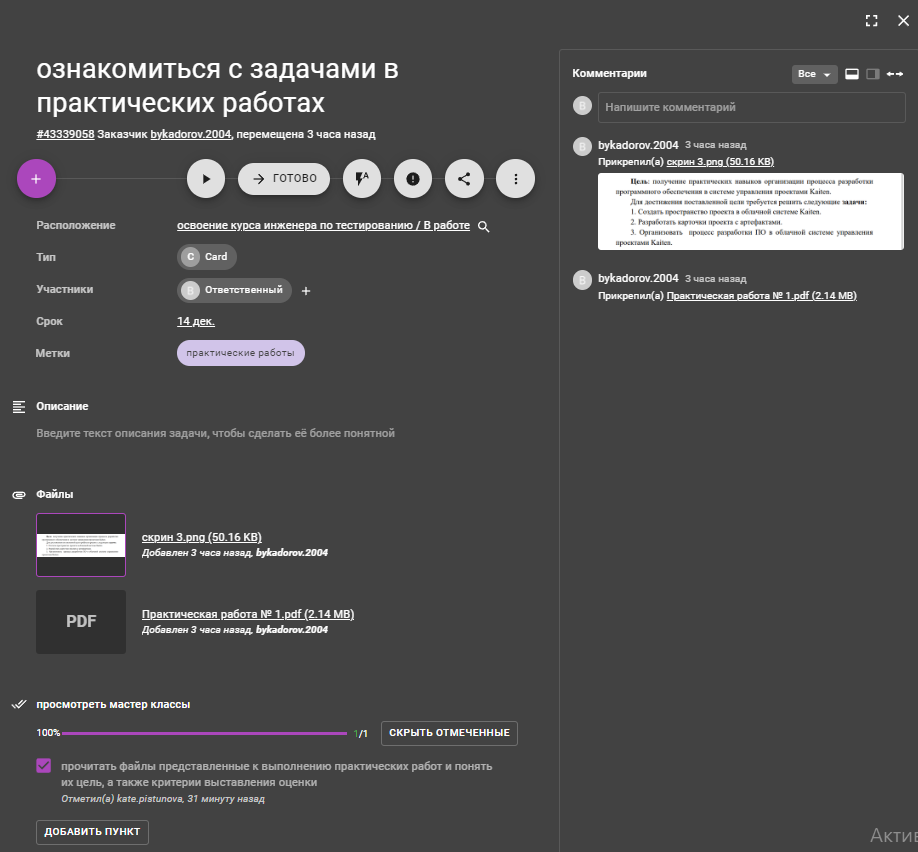 ознакомиться с задачами в
практических работах
#43339058 Заказчик bykadorov.2004, перемещена 3 часа назад
+
ГОТОВО
A
Расположение
освоение курса инженера по тестированию / В работе
Тип
C Card
Участники
B Ответственный +
Срок
14 дек.
Метки
практические работы
Описание
Введите текст описания задачи, чтобы сделать её более понятной
Файлы
скрин 3.png (50.16 KB)
Добавлен 3 часа назад, bykadorov.2004
PDF
Практическая работа № 1.pdf (2.14 MB)
Добавлен 3 часа назад, bykadorov.2004
просмотреть мастер классы
100%
1/1
СКРЫТЬ ОТМЕЧЕННЫЕ
прочитать файлы представленные к выполнению практических работ и понять
их цель, а также критерии выставления оценки
Отметил(а) kate.pistunova, 31 минуту назад
ДОБАВИТЬ ПУНКТ
Комментарии
Все
B
Напишите комментарий
B
bykadorov.2004 3 часа назад
Прикрепил(а) скрин 3.png (50.16 KB)
Цель: получение практических навыков организации процесса разработки
программного обеспечения в системе управления проектами Kaiten.
Для достижения поставленной цели требуется решить следующие задачи:
1. Создать пространство проекта в облачной системе Kaiten.
2. Разработать карточки проекта с артефактами.
3. Организовать процесс разработки ПО в облачной системе управления
проектами Kaiten.
B
bykadorov.2004 3 часа назад
Прикрепил(а) Практическая работа № 1.pdf (2.14 MB)
Актив